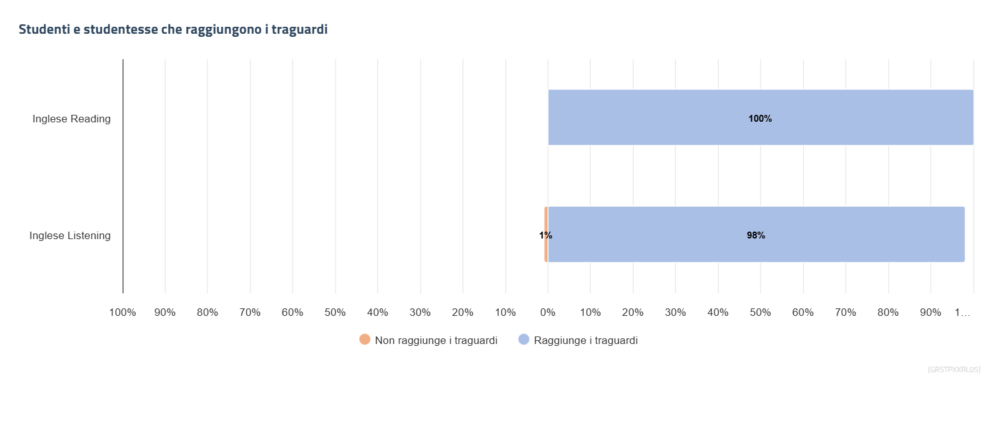 Studenti e studentesse che raggiungono i traguardi
Inglese Reading
100%
Inglese Listening
1%
98%
100% 90% 80% 70% 60% 50% 40% 30% 20% 10% 0% 10% 20% 30% 40% 50% 60% 70% 80% 90% 1...
Non raggiunge i traguardi Raggiunge i traguardi
[GRSTPXXRL05]